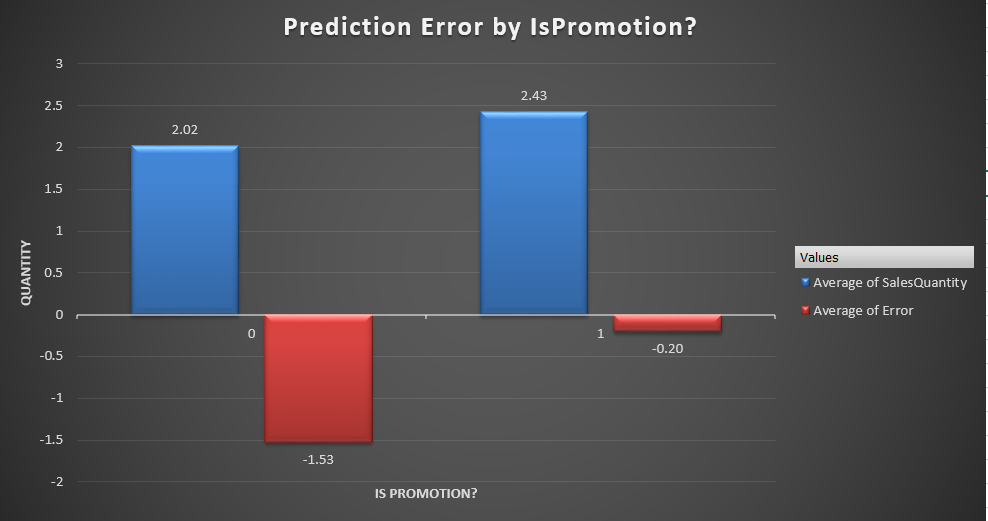 Prediction Error by IsPromotion?
3
2.5
2
1.5
1
0.5
0
-0.5
-1
-1.5
-2
QUANTITY
2.02
2.43
0
1
-1.53
-0.20
IS PROMOTION?
Values
Average of SalesQuantity
Average of Error